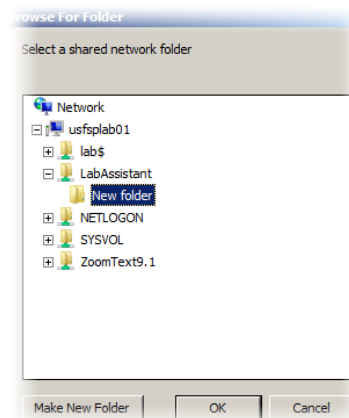 Browse For Folder
Select a shared network folder
Network
usfsplab01
lab$
LabAssistant
New folder
NETLOGON
SYSVOL
ZoomText9.1
Make New Folder
OK
Cancel